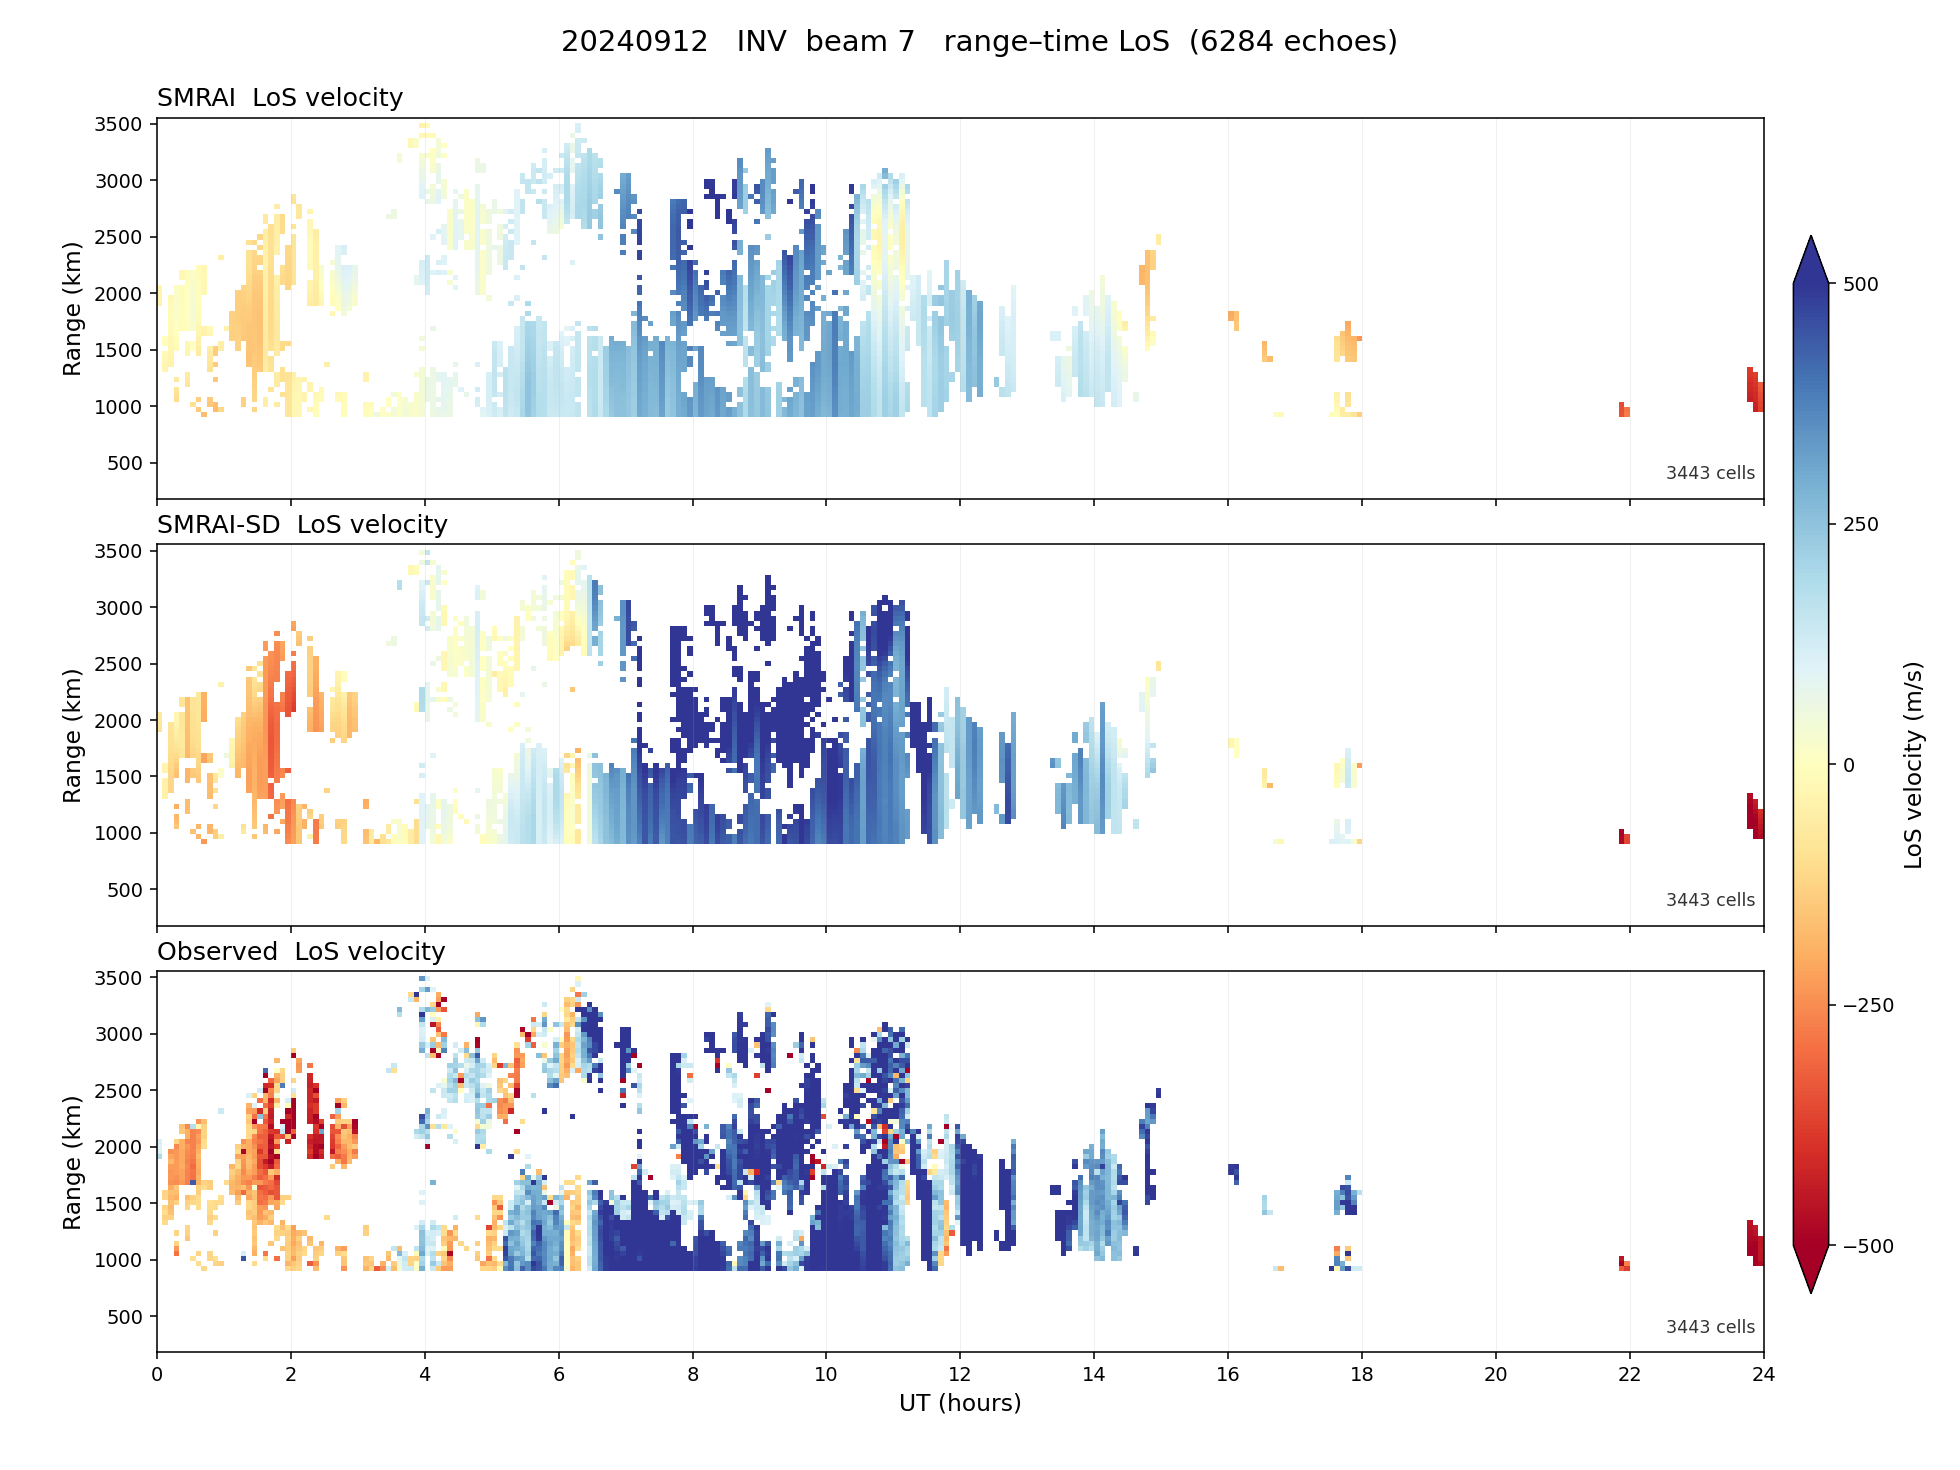 20240912   INV  beam 7   range–time LoS  (6284 echoes)
SMRAI  LoS velocity
3500
3000
2500
2000
1500
1000
500
Range (km)
3443 cells
SMRAI-SD  LoS velocity
3500
3000
2500
2000
1500
1000
500
Range (km)
3443 cells
Observed  LoS velocity
3500
3000
2500
2000
1500
1000
500
Range (km)
3443 cells
0 2 4 6 8 10 12 14 16 18 20 22 24
UT (hours)
500
250
0
−250
−500
LoS velocity (m/s)